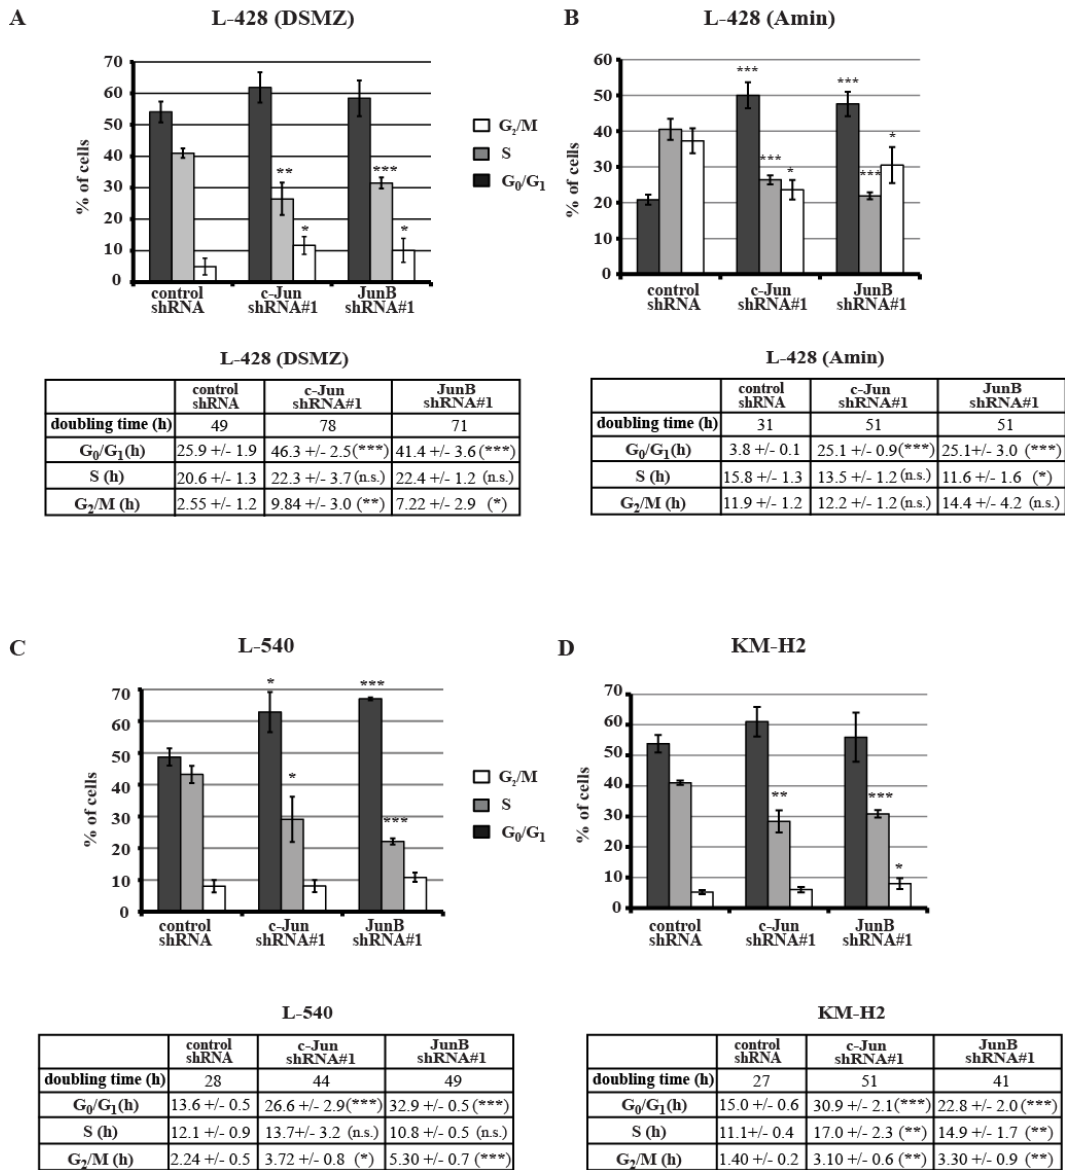 A
L-428 (DSMZ)
70
60
50
40
30
20
10
0
% of cells
** *
*** *
control shRNA
c-Jun shRNA#1
JunB shRNA#1
G₂/M
S
G₀/G₁
L-428 (DSMZ)
control shRNA | c-Jun shRNA#1 | JunB shRNA#1
doubling time (h) | 49 | 78 | 71
G₀/G₁(h) | 25.9 +/- 1.9 | 46.3 +/- 2.5 (***) | 41.4 +/- 3.6 (***)
S (h) | 20.6 +/- 1.3 | 22.3 +/- 3.7 (n.s.) | 22.4 +/- 1.2 (n.s.)
G₂/M (h) | 2.55 +/- 1.2 | 9.84 +/- 3.0 (**) | 7.22 +/- 2.9 (*)
B
L-428 (Amin)
60
50
40
30
20
10
0
% of cells
*** *** *
*** *** *
control shRNA
c-Jun shRNA#1
JunB shRNA#1
L-428 (Amin)
control shRNA | c-Jun shRNA#1 | JunB shRNA#1
doubling time (h) | 31 | 51 | 51
G₀/G₁(h) | 3.8 +/- 0.1 | 25.1 +/- 0.9 (***) | 25.1+/- 3.0 (***)
S (h) | 15.8 +/- 1.3 | 13.5 +/- 1.2 (n.s.) | 11.6 +/- 1.6 (*)
G₂/M (h) | 11.9 +/- 1.2 | 12.2 +/- 1.2 (n.s.) | 14.4 +/- 4.2 (n.s.)
C
L-540
70
60
50
40
30
20
10
0
% of cells
* *
*** ***
control shRNA
c-Jun shRNA#1
JunB shRNA#1
G₂/M
S
G₀/G₁
L-540
control shRNA | c-Jun shRNA#1 | JunB shRNA#1
doubling time (h) | 28 | 44 | 49
G₀/G₁(h) | 13.6 +/- 0.5 | 26.6 +/- 2.9 (***) | 32.9 +/- 0.5 (***)
S (h) | 12.1 +/- 0.9 | 13.7+/- 3.2 (n.s.) | 10.8 +/- 0.5 (n.s.)
G₂/M (h) | 2.24 +/- 0.5 | 3.72 +/- 0.8 (*) | 5.30 +/- 0.7 (***)
D
KM-H2
70
60
50
40
30
20
10
0
% of cells
**
*** *
control shRNA
c-Jun shRNA#1
JunB shRNA#1
KM-H2
control shRNA | c-Jun shRNA#1 | JunB shRNA#1
doubling time (h) | 27 | 51 | 41
G₀/G₁(h) | 15.0 +/- 0.6 | 30.9 +/- 2.1 (***) | 22.8 +/- 2.0 (***)
S (h) | 11.1+/- 0.4 | 17.0 +/- 2.3 (**) | 14.9 +/- 1.7 (**)
G₂/M (h) | 1.40 +/- 0.2 | 3.10 +/- 0.6 (**) | 3.30 +/- 0.9 (**)